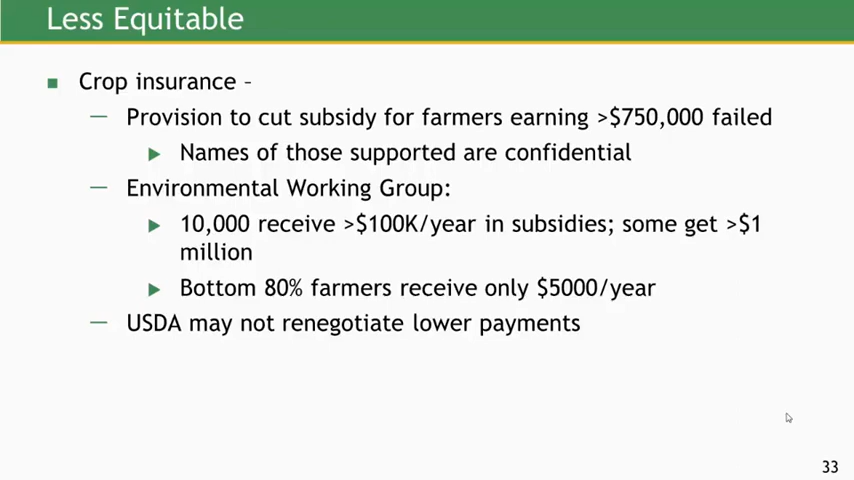 Less Equitable
Crop insurance –
Provision to cut subsidy for farmers earning >$750,000 failed
Names of those supported are confidential
Environmental Working Group:
10,000 receive >$100K/year in subsidies; some get >$1
million
Bottom 80% farmers receive only $5000/year
USDA may not renegotiate lower payments
33